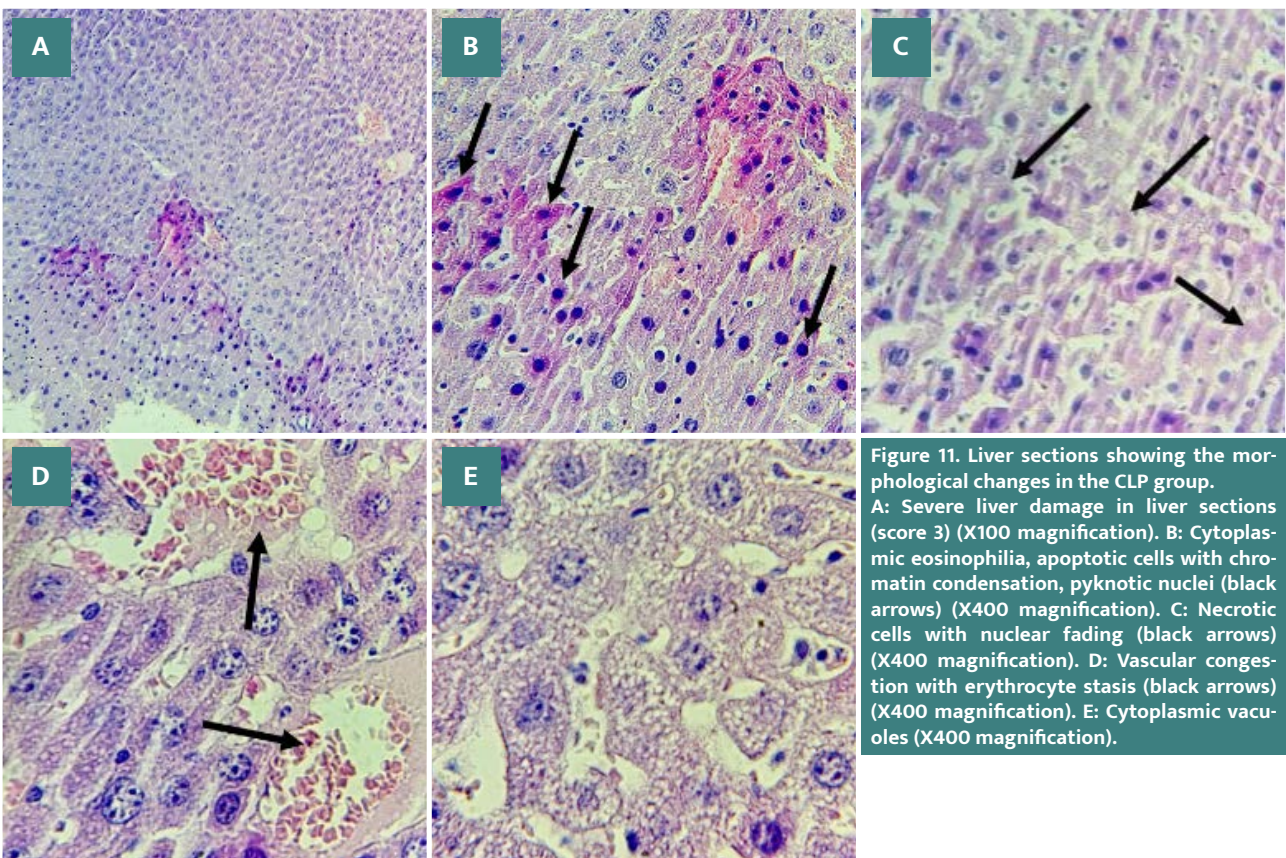 A
B
C
D
E
Figure 11. Liver sections showing the mor-
phological changes in the CLP group.
A: Severe liver damage in liver sections
(score 3) (X100 magnification). B: Cytoplas-
mic eosinophilia, apoptotic cells with chro-
matin condensation, pyknotic nuclei (black
arrows) (X400 magnification). C: Necrotic
cells with nuclear fading (black arrows)
(X400 magnification). D: Vascular conges-
tion with erythrocyte stasis (black arrows)
(X400 magnification). E: Cytoplasmic vacu-
oles (X400 magnification).